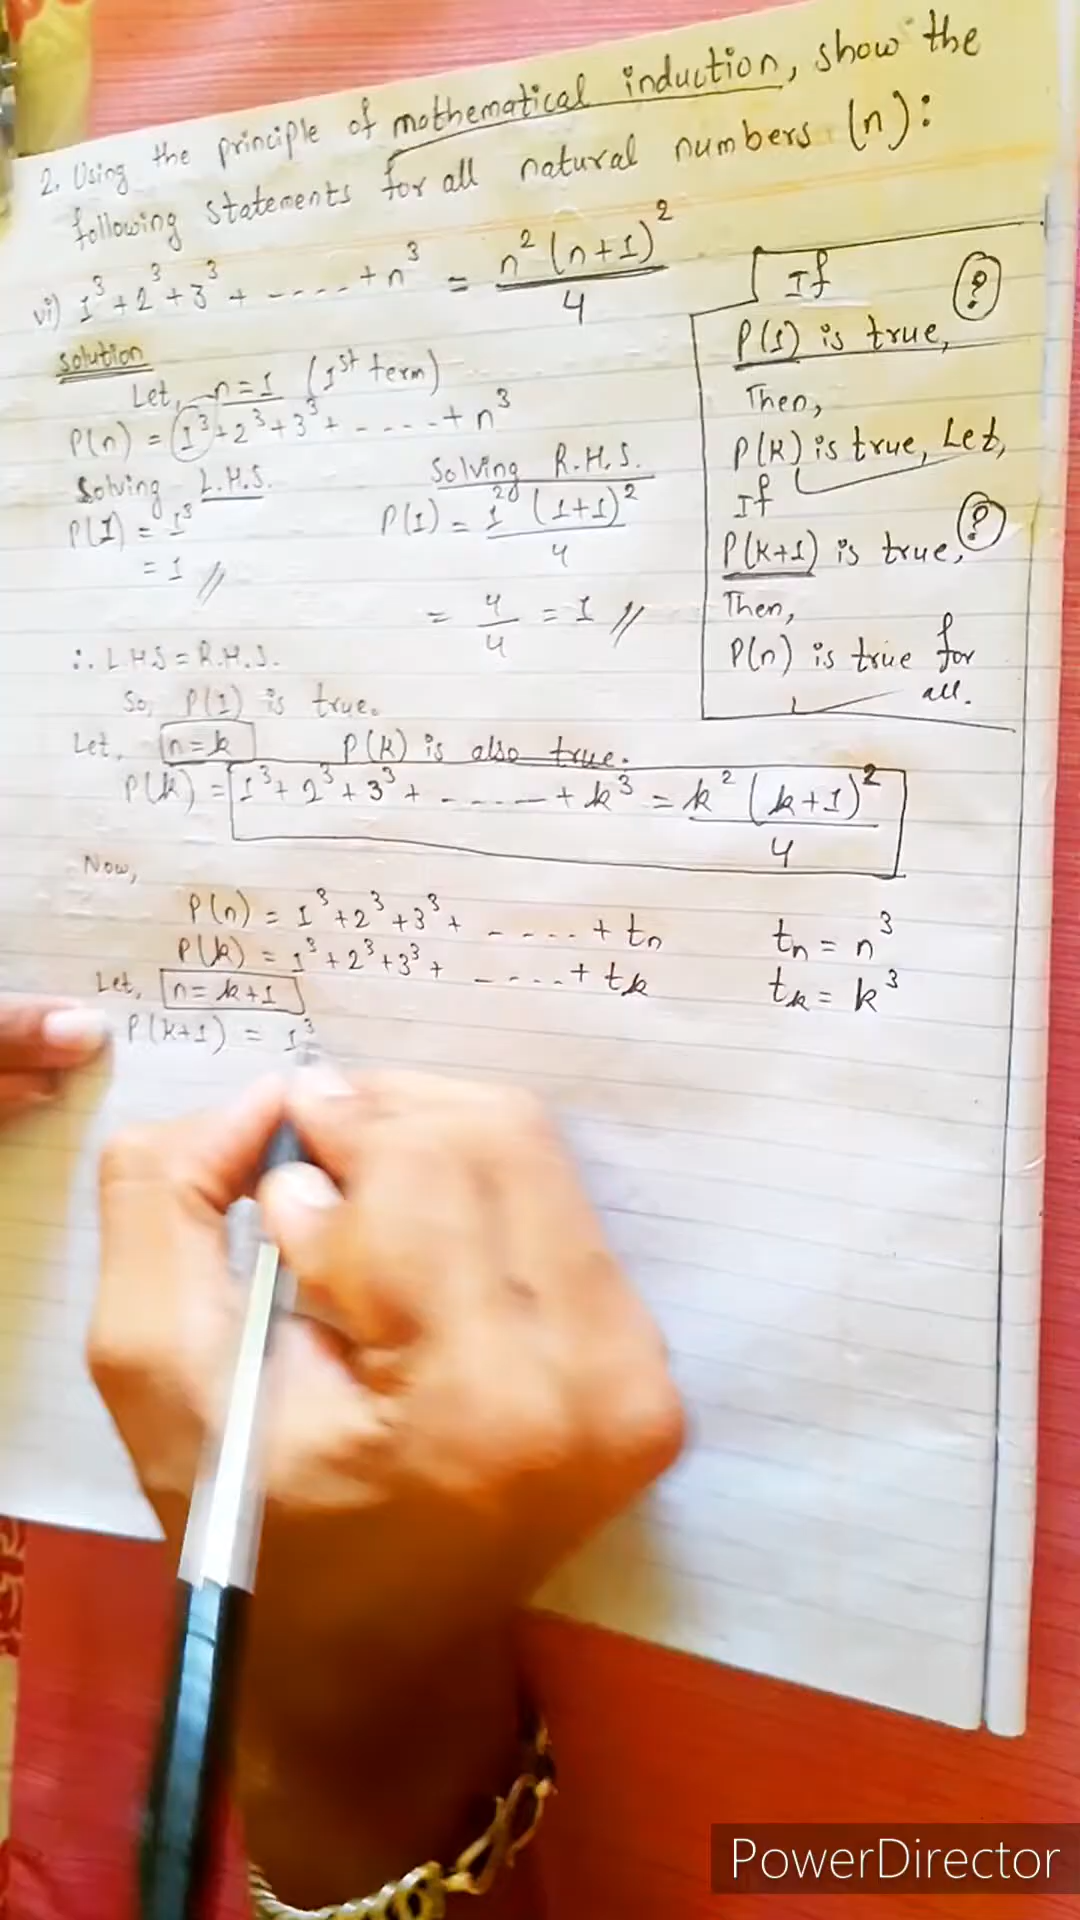 2. Using the principle of mathematical induction, show the
following statements for all natural numbers (n):
vi) 1³ + 2³ + 3³ + ---- + n³ = n² (n+1)² / 4
Solution
Let, n = 1 (1st term)
P(n) = 1³ + 2³ + 3³ + ----- + n³
Solving L.H.S.
P(1) = 1³
= 1 //
Solving R.H.S.
P(1) = 1² (1+1)² / 4
= 4/4 = 1 //
∴ L.H.S = R.H.S.
So, P(1) is true.
If ?
P(1) is true,
Then,
P(k) is true, Let,
If
P(k+1) is true, ?
Then,
P(n) is true for
all.
Let, n = k P(k) is also true.
P(k) = 1³ + 2³ + 3³ + ----- + k³ = k² (k+1)² / 4
Now,
P(n) = 1³ + 2³ + 3³ + ----- + tn tn = n³
P(k) = 1³ + 2³ + 3³ + ----- + tk tk = k³
Let, n = k+1
P(k+1) = 1³
PowerDirector